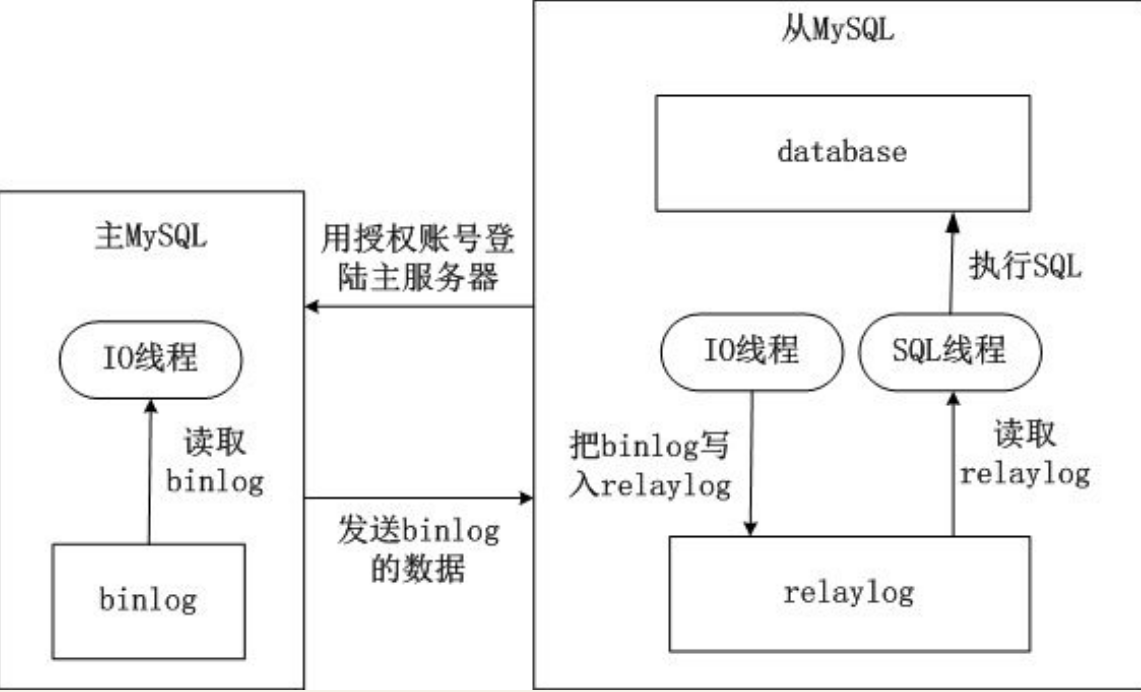 从MySQL
database
主MySQL
用授权账号登
陆主服务器
执行SQL
IO线程
IO线程
SQL线程
读取
binlog
把binlog写
入relaylog
读取
relaylog
发送binlog
的数据
binlog
relaylog